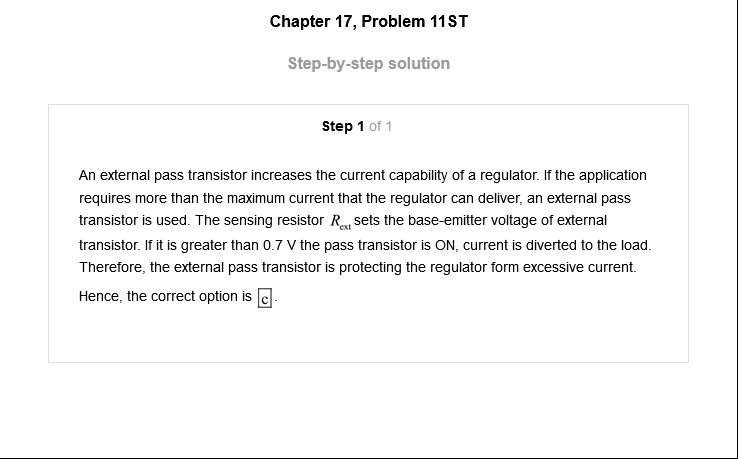 Chapter 17, Problem 11ST
Step-by-step solution
Step 1 of 1
An external pass transistor increases the current capability of a regulator. If the application
requires more than the maximum current that the regulator can deliver, an external pass
transistor is used. The sensing resistor Rext sets the base-emitter voltage of external
transistor. If it is greater than 0.7 V the pass transistor is ON, current is diverted to the load.
Therefore, the external pass transistor is protecting the regulator form excessive current.
Hence, the correct option is c.